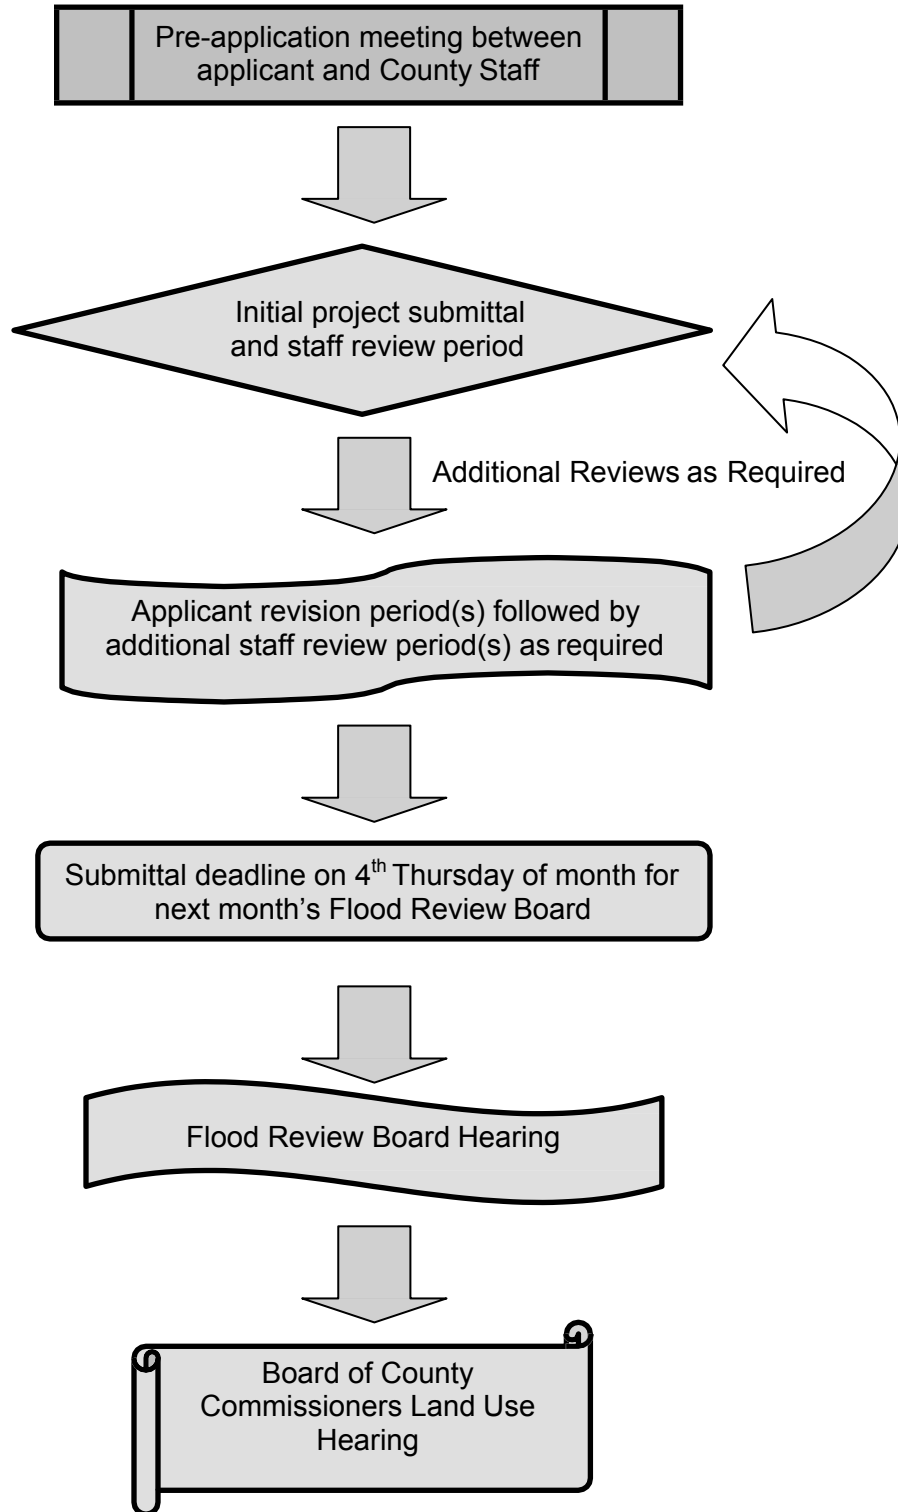 Pre-application meeting between
applicant and County Staff
Initial project submittal
and staff review period
Additional Reviews as Required
Applicant revision period(s) followed by
additional staff review period(s) as required
Submittal deadline on 4th Thursday of month for
next month’s Flood Review Board
Flood Review Board Hearing
Board of County
Commissioners Land Use
Hearing